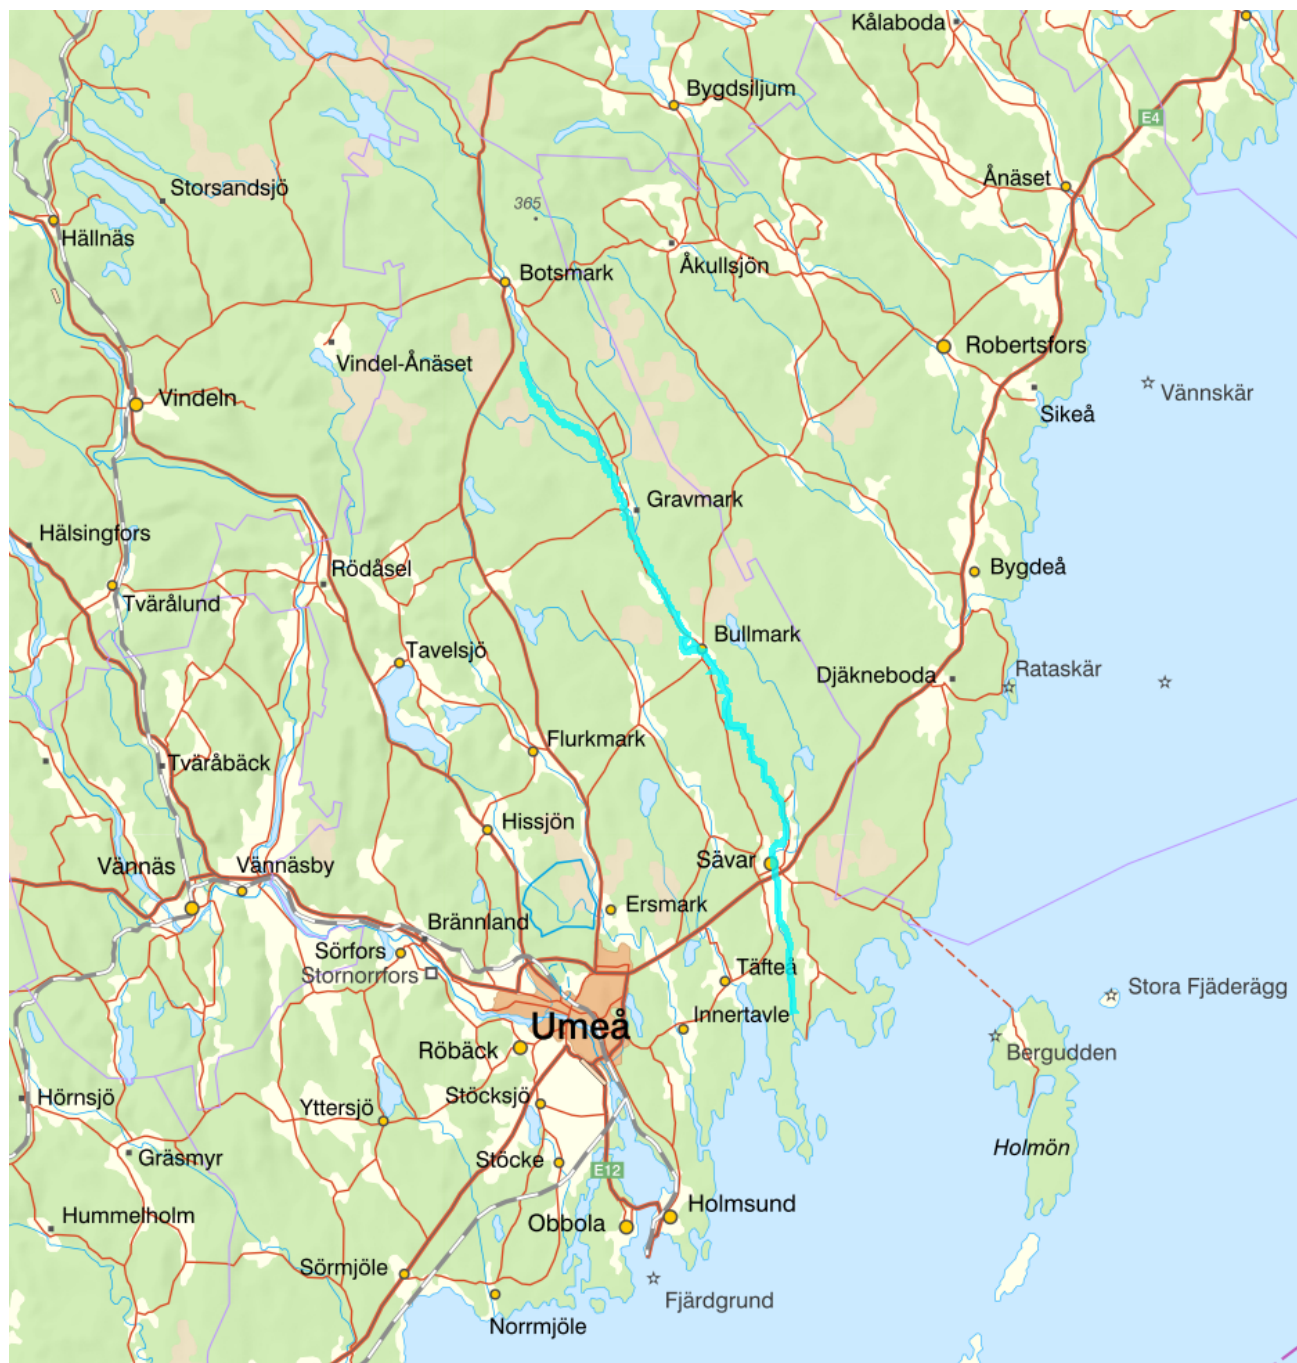 Kålaboda
Bygdsiljum
E4
Ånäset
Storsandsjö
365
Hällnäs
Åkullsjön
Botsmark
Robertsfors
Vindel-Ånäset
Vännskär
Vindeln
Sikeå
Gravmark
Hälsingfors
Rödåsel
Bygdeå
Tvärålund
Bullmark
Tavelsjö
Rataskär
Djäkneboda
Flurkmark
Tväråbäck
Hissjön
Sävar
Vännäs
Vännäsby
Ersmark
Brännland
Sörfors
Täfteå
Stornorrfors
Stora Fjäderägg
Innertavle
Umeå
Röbäck
Bergudden
Hörnsjö
Stöcksjö
Yttersjö
Holmön
Gräsmyr
Stöcke
E12
Holmsund
Hummelholm
Obbola
Sörmjöle
Fjärdgrund
Norrmjöle